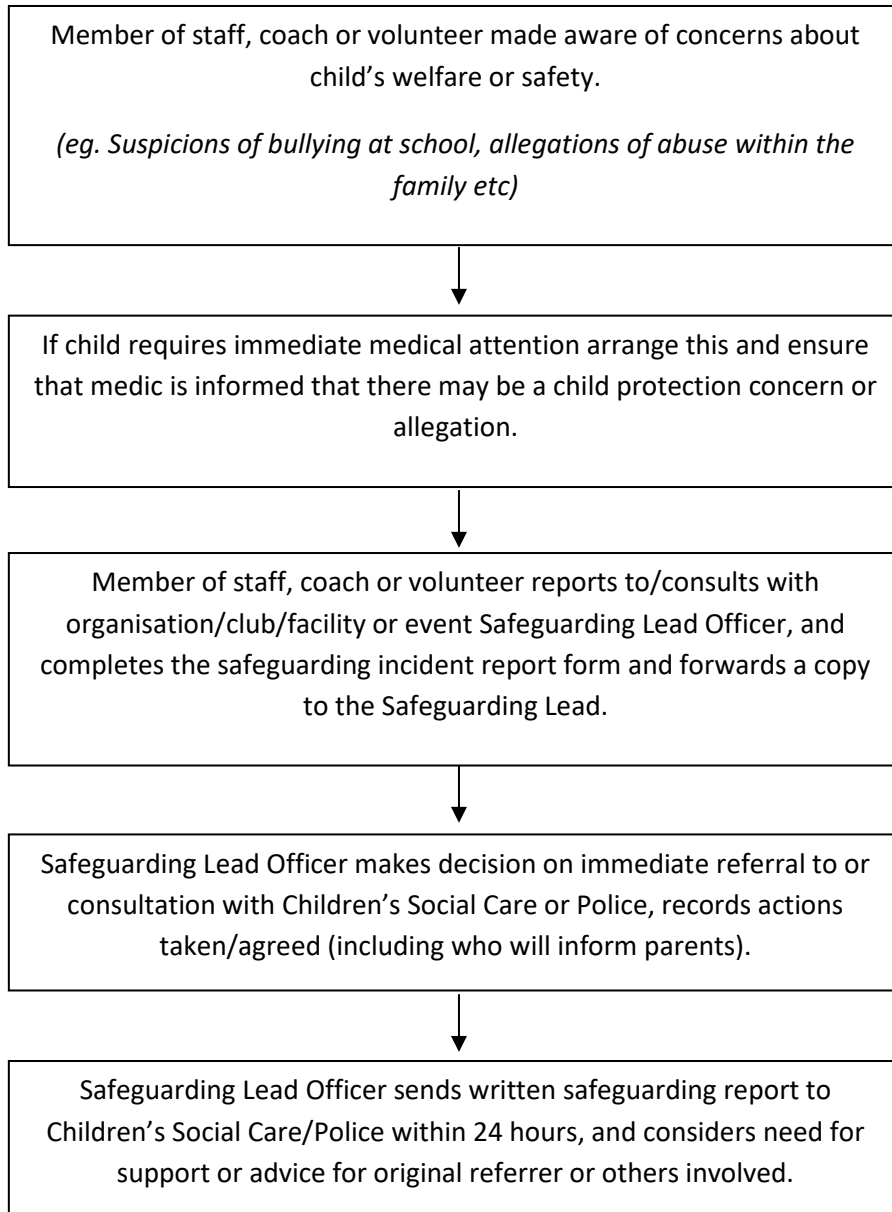 Member of staff, coach or volunteer made aware of concerns about
child’s welfare or safety.
(eg. Suspicions of bullying at school, allegations of abuse within the
family etc)
If child requires immediate medical attention arrange this and ensure
that medic is informed that there may be a child protection concern or
allegation.
Member of staff, coach or volunteer reports to/consults with
organisation/club/facility or event Safeguarding Lead Officer, and
completes the safeguarding incident report form and forwards a copy
to the Safeguarding Lead.
Safeguarding Lead Officer makes decision on immediate referral to or
consultation with Children’s Social Care or Police, records actions
taken/agreed (including who will inform parents).
Safeguarding Lead Officer sends written safeguarding report to
Children’s Social Care/Police within 24 hours, and considers need for
support or advice for original referrer or others involved.